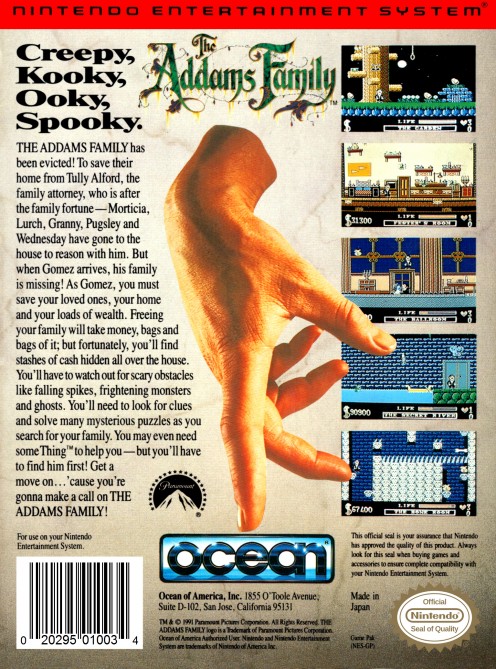 NINTENDO ENTERTAINMENT SYSTEM®
Creepy,
Kooky,
Ooky,
Spooky.
The
Addams Family
™
THE ADDAMS FAMILY has
been evicted! To save their
home from Tully Alford, the
family attorney, who is after
the family fortune—Morticia,
Lurch, Granny, Pugsley and
Wednesday have gone to the
house to reason with him. But
when Gomez arrives, his family
is missing! As Gomez, you must
save your loved ones, your home
and your loads of wealth. Freeing
your family will take money, bags and
bags of it; but fortunately, you'll find
stashes of cash hidden all over the house.
You'll have to watch out for scary obstacles
like falling spikes, frightening monsters
and ghosts. You'll need to look for clues
and solve many mysterious puzzles as you
search for your family. You may even need
some Thing™ to help you—but you'll have
to find him first! Get a
move on...'cause you're
gonna make a call on THE
ADDAMS FAMILY!
LIFE
THE GARDEN
$31300
LIFE
LIFE
THE BALLROOM
$30900
LIFE
THE SECRET RIVER
$67400
LIFE
Paramount
For use on your Nintendo
Entertainment System.
0 20295 01003 4
ocean®
Ocean of America, Inc. 1855 O'Toole Avenue,
Suite D-102, San Jose, California 95131
TM & © 1991 Paramount Pictures Corporation. All Rights Reserved. THE
ADDAMS FAMILY logo is a Trademark of Paramount Pictures Corporation.
Ocean of America Authorized User. Nintendo and Nintendo Entertainment
System are trademarks of Nintendo of America Inc.
This official seal is your assurance that Nintendo
has approved the quality of this product. Always
look for this seal when buying games and
accessories to ensure complete compatibility with
your Nintendo Entertainment System.
Made in
Japan
Game Pak
(NES-GP)
Official
Nintendo
Seal of Quality